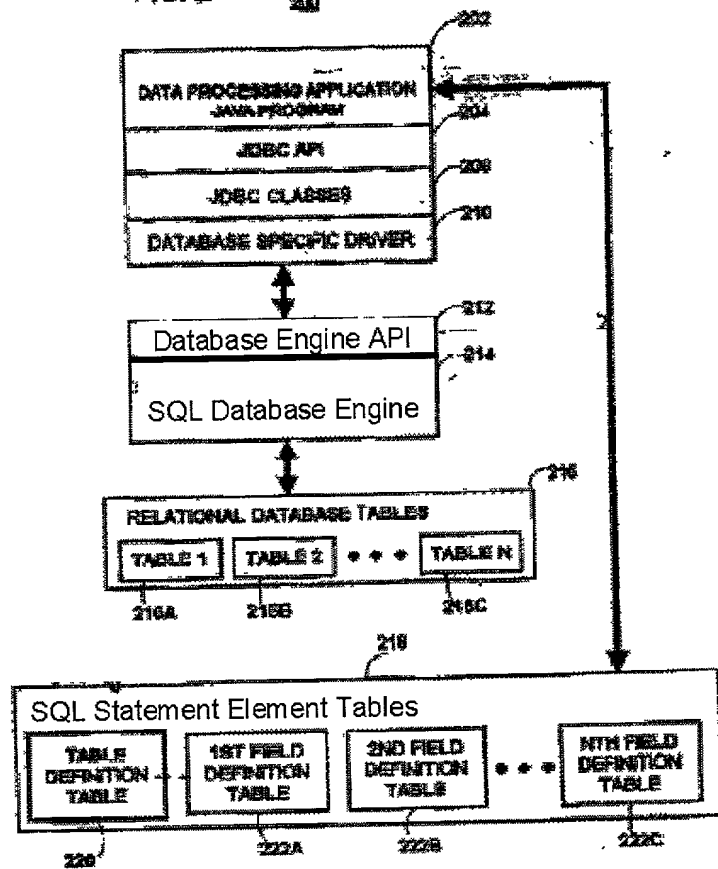 200
202
DATA PROCESSING APPLICATION
JAVA PROGRAM
204
JDBC API
208
JDBC CLASSES
210
DATABASE SPECIFIC DRIVER
212
Database Engine API
214
SQL Database Engine
216
RELATIONAL DATABASE TABLES
TABLE 1
TABLE 2
TABLE N
216A
216B
216C
218
SQL Statement Element Tables
TABLE
DEFINITION
TABLE
1ST FIELD
DEFINITION
TABLE
2ND FIELD
DEFINITION
TABLE
NTH FIELD
DEFINITION
TABLE
220
222A
222B
222C